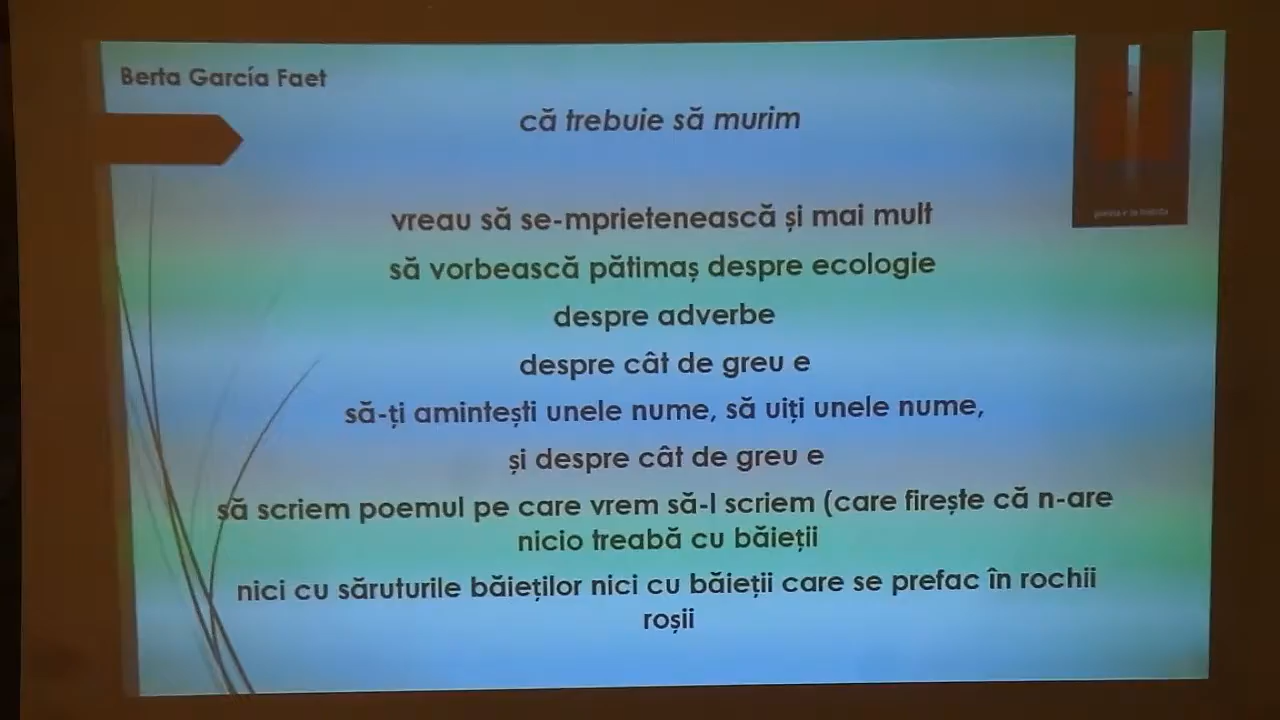 Berta García Faet
că trebuie să murim
vreau să se-mprietenească și mai mult
să vorbească pătimaș despre ecologie
despre adverbe
despre cât de greu e
să-ți amintești unele nume, să uiți unele nume,
și despre cât de greu e
să scriem poemul pe care vrem să-l scriem (care firește că n-are
nicio treabă cu băieții
nici cu săruturile băieților nici cu băieții care se prefac în rochii
roșii